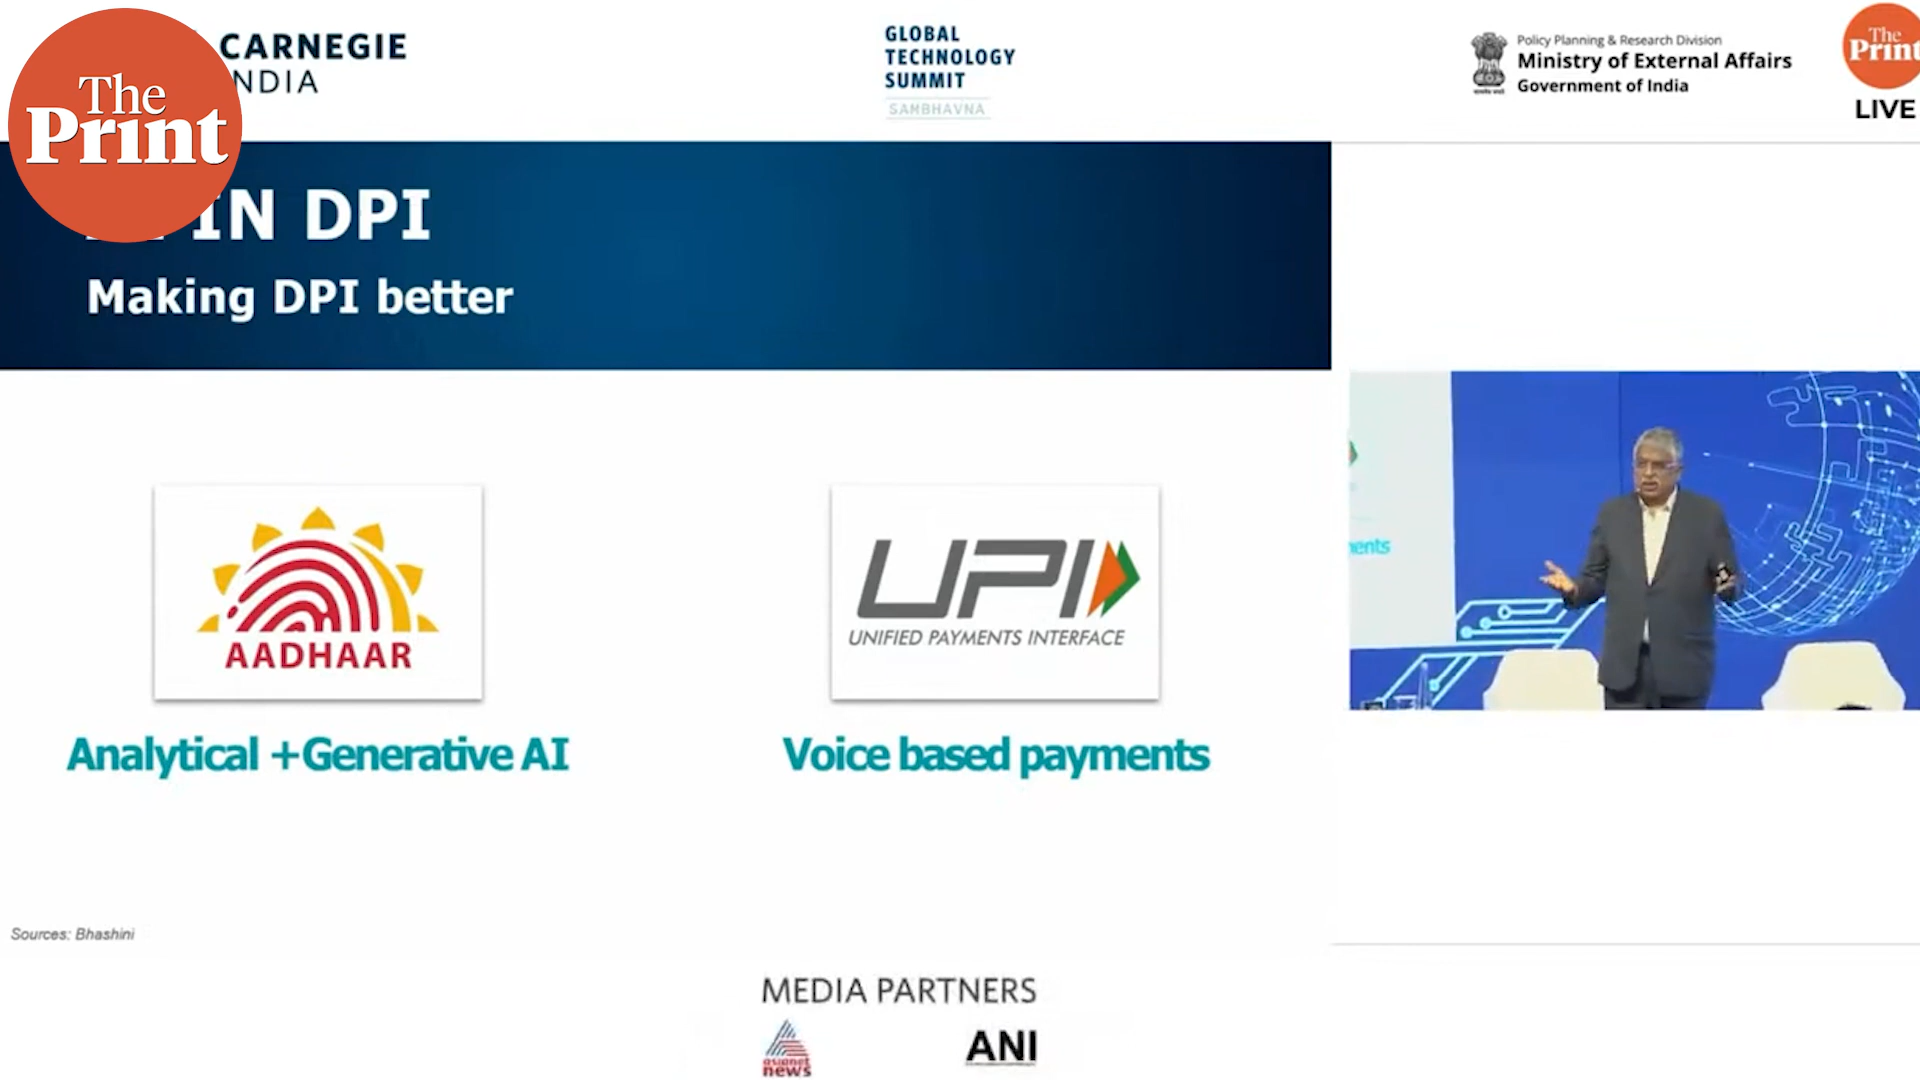 The
Print
CARNEGIE
NDIA
GLOBAL
TECHNOLOGY
SUMMIT
SAMBHAVNA
Policy Planning & Research Division
Ministry of External Affairs
Government of India
The
Print
LIVE
IN DPI
Making DPI better
AADHAAR
Analytical +Generative AI
UPI
UNIFIED PAYMENTS INTERFACE
Voice based payments
ents
Sources: Bhashini
MEDIA PARTNERS
asianet
news
ANI